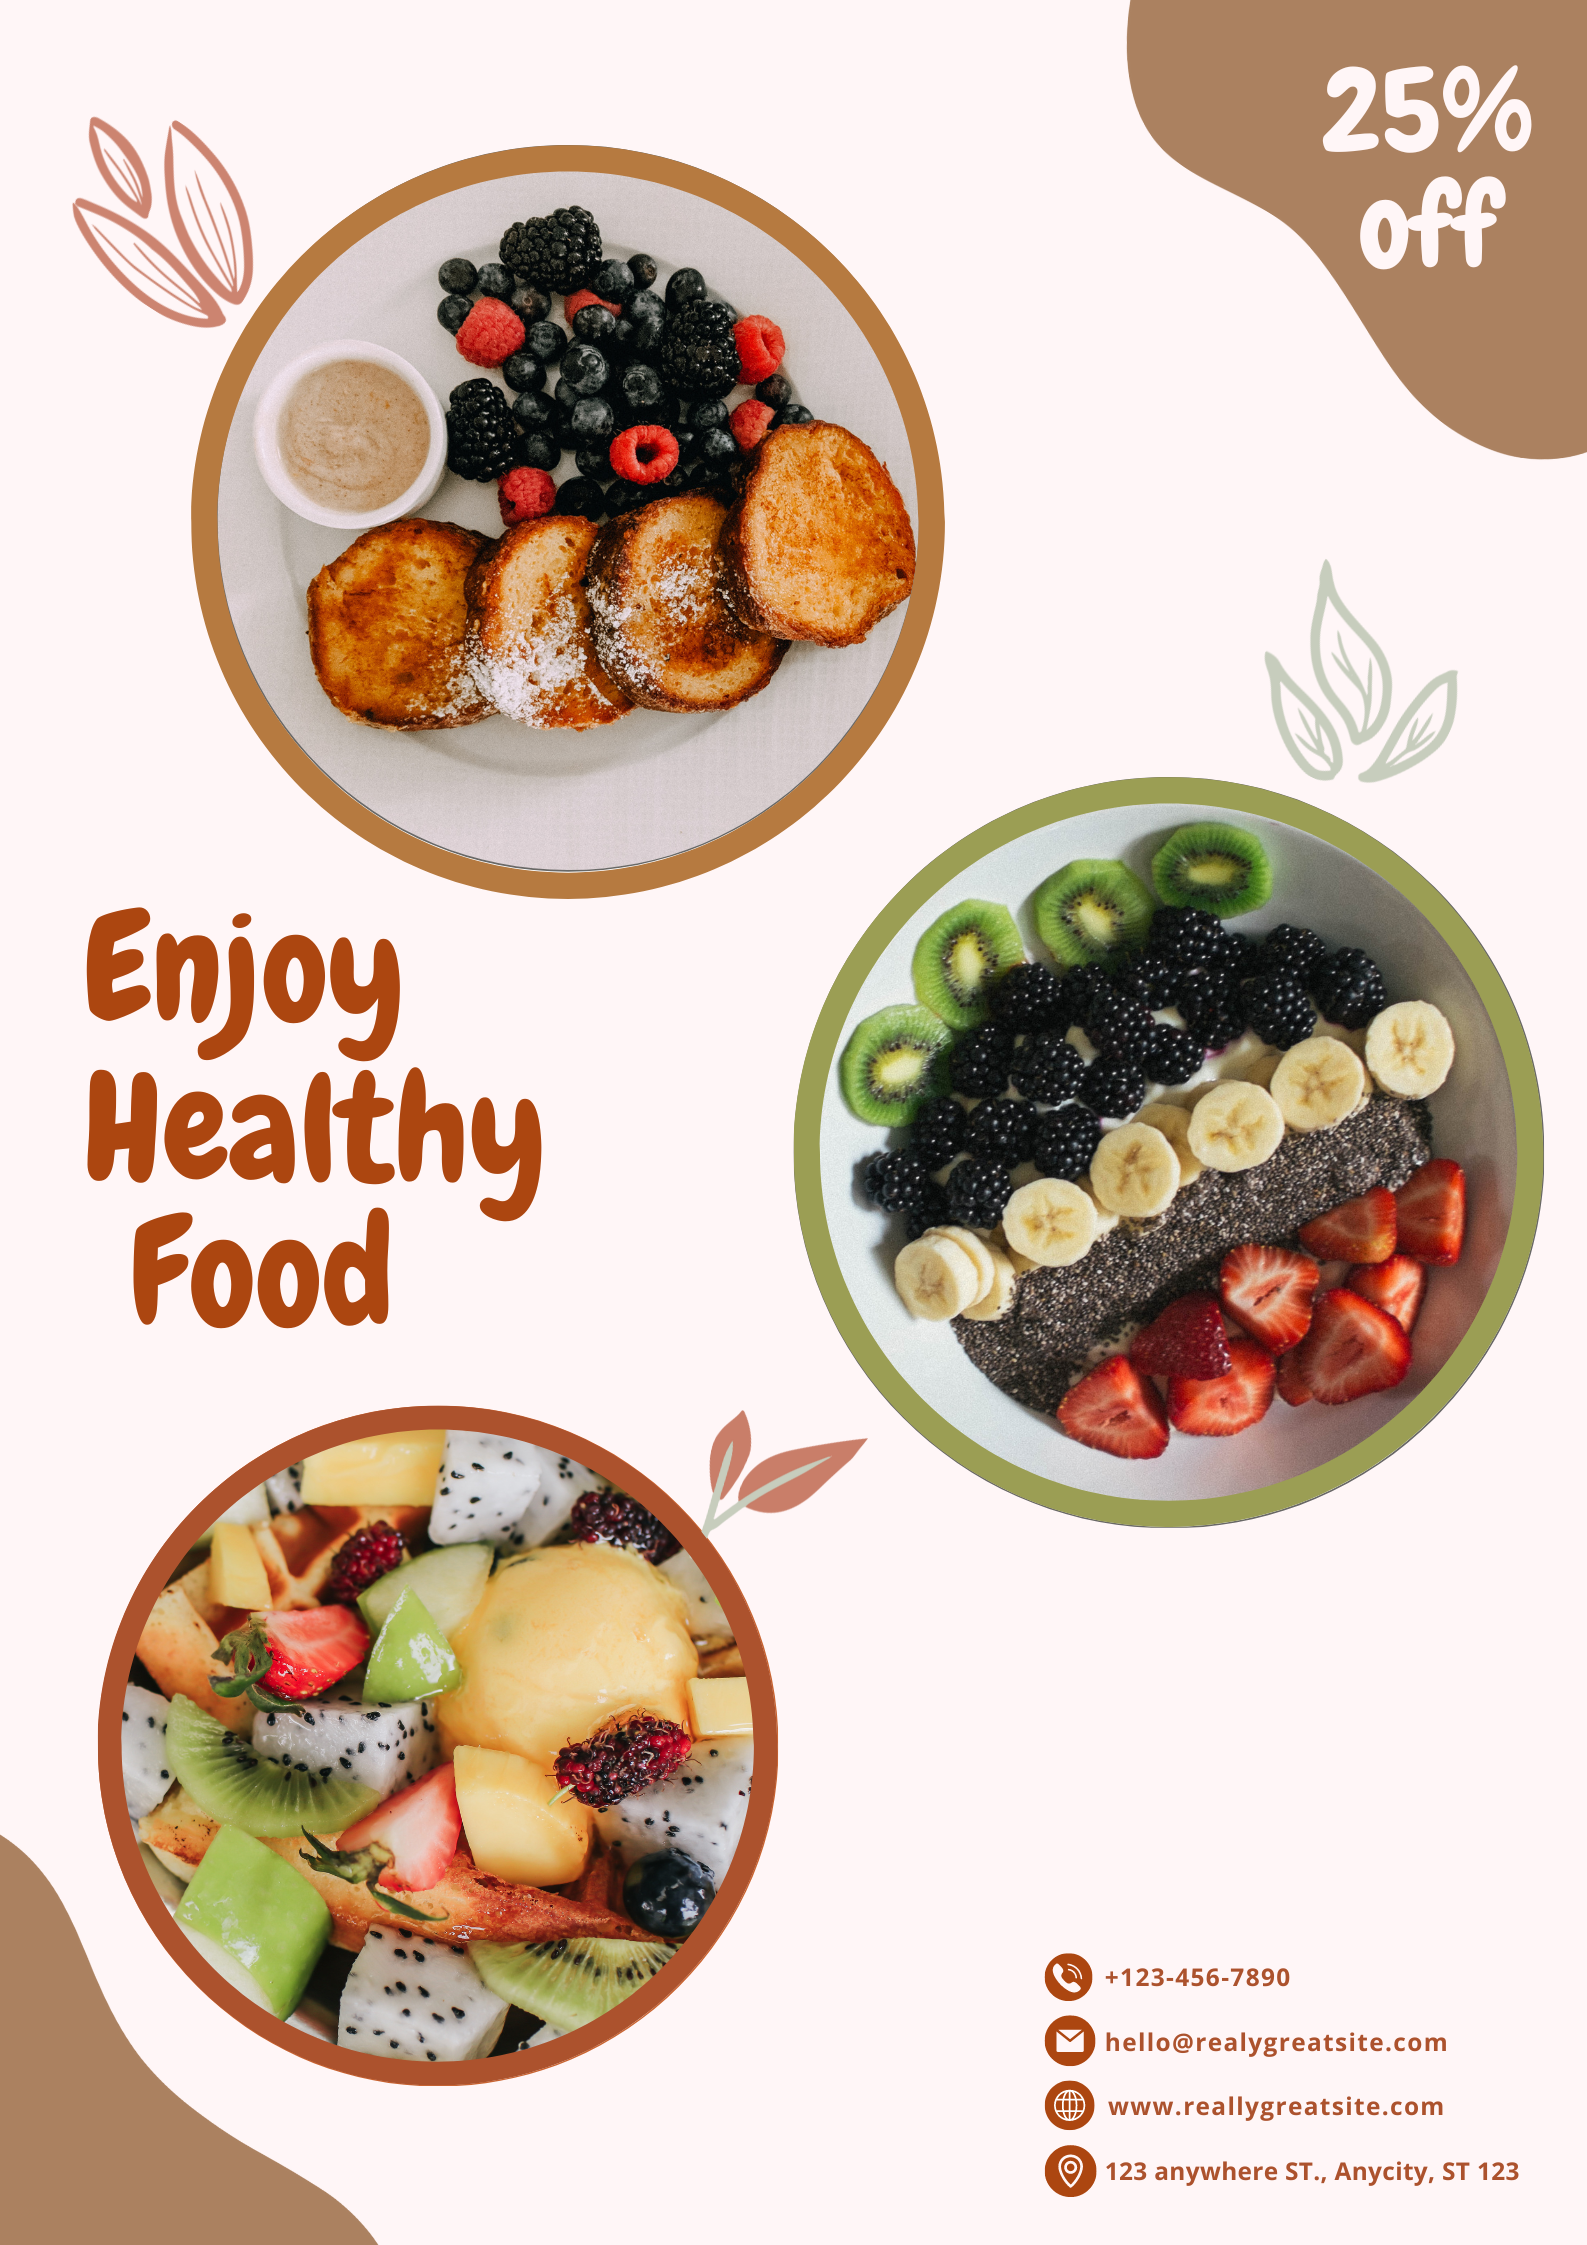 25%
off
Enjoy
Healthy
Food
+123-456-7890
hello@realygreatsite.com
www.reallygreatsite.com
123 anywhere ST., Anycity, ST 123